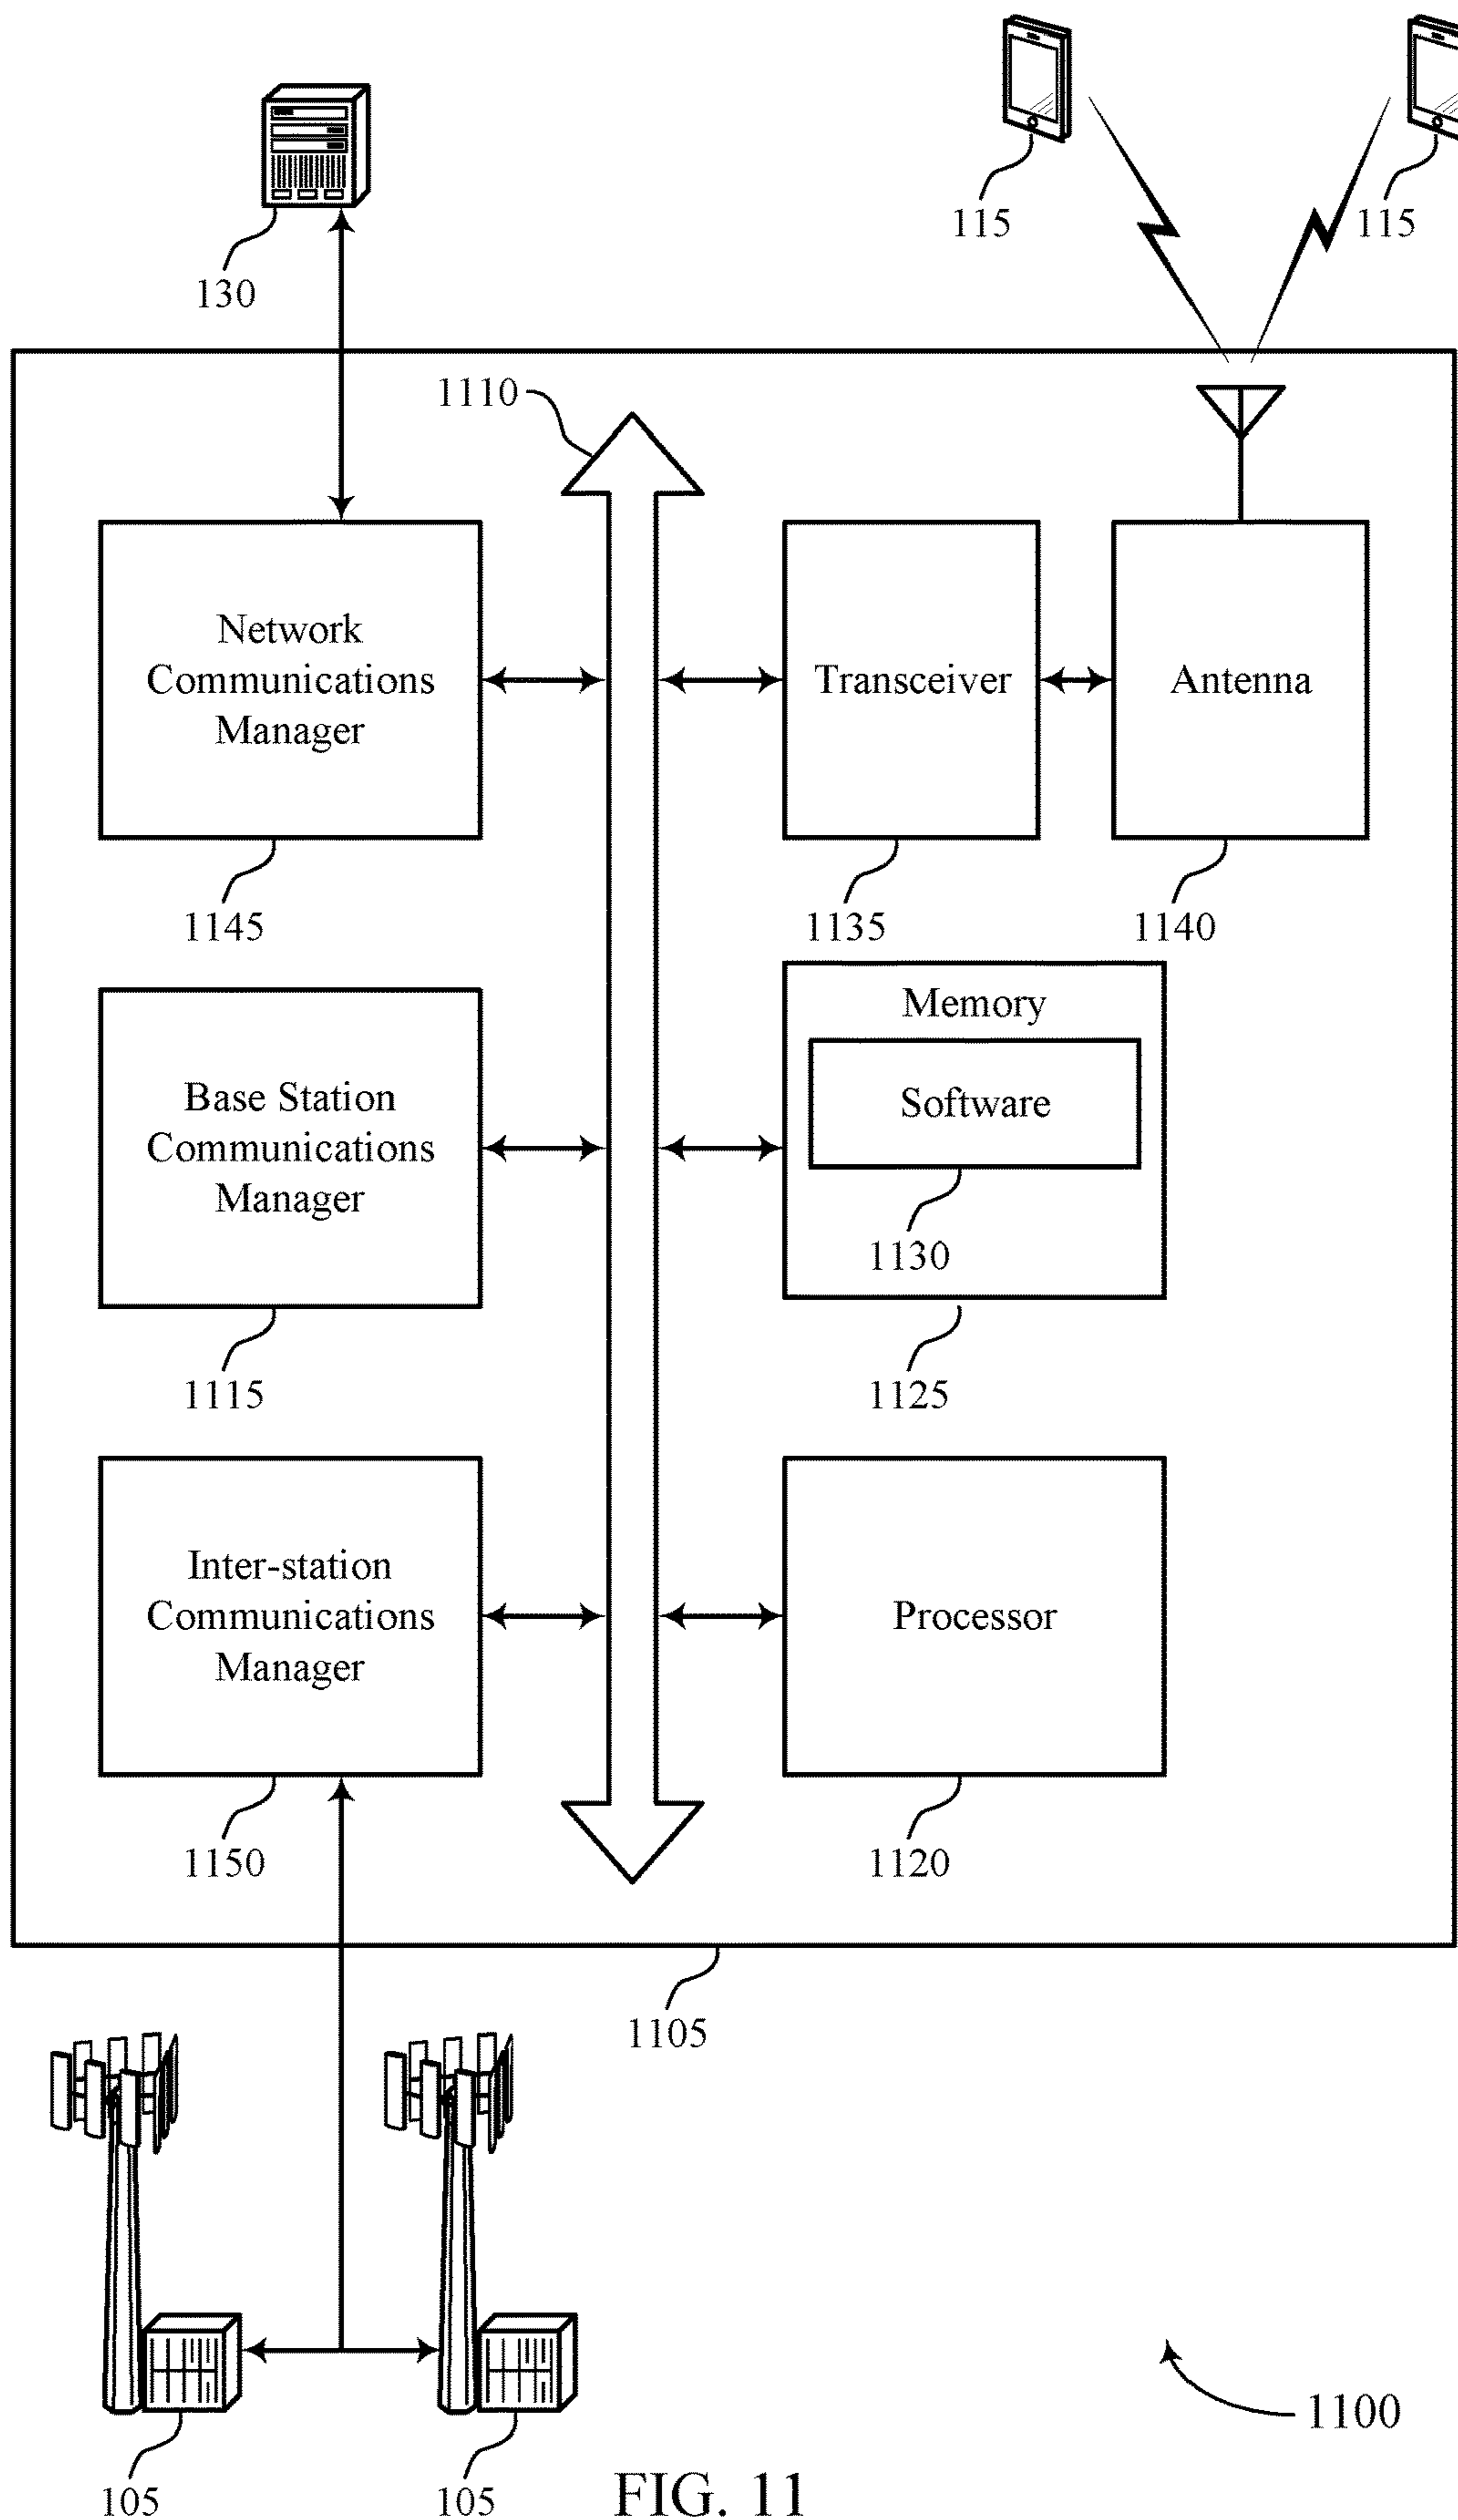 115
115
130
1110
Network
Communications
Manager
Transceiver
Antenna
1145
1135
1140
Memory
Software
Base Station
Communications
Manager
1130
1115
1125
Inter-station
Communications
Manager
Processor
1150
1120
1105
1100
105
105
FIG. 11